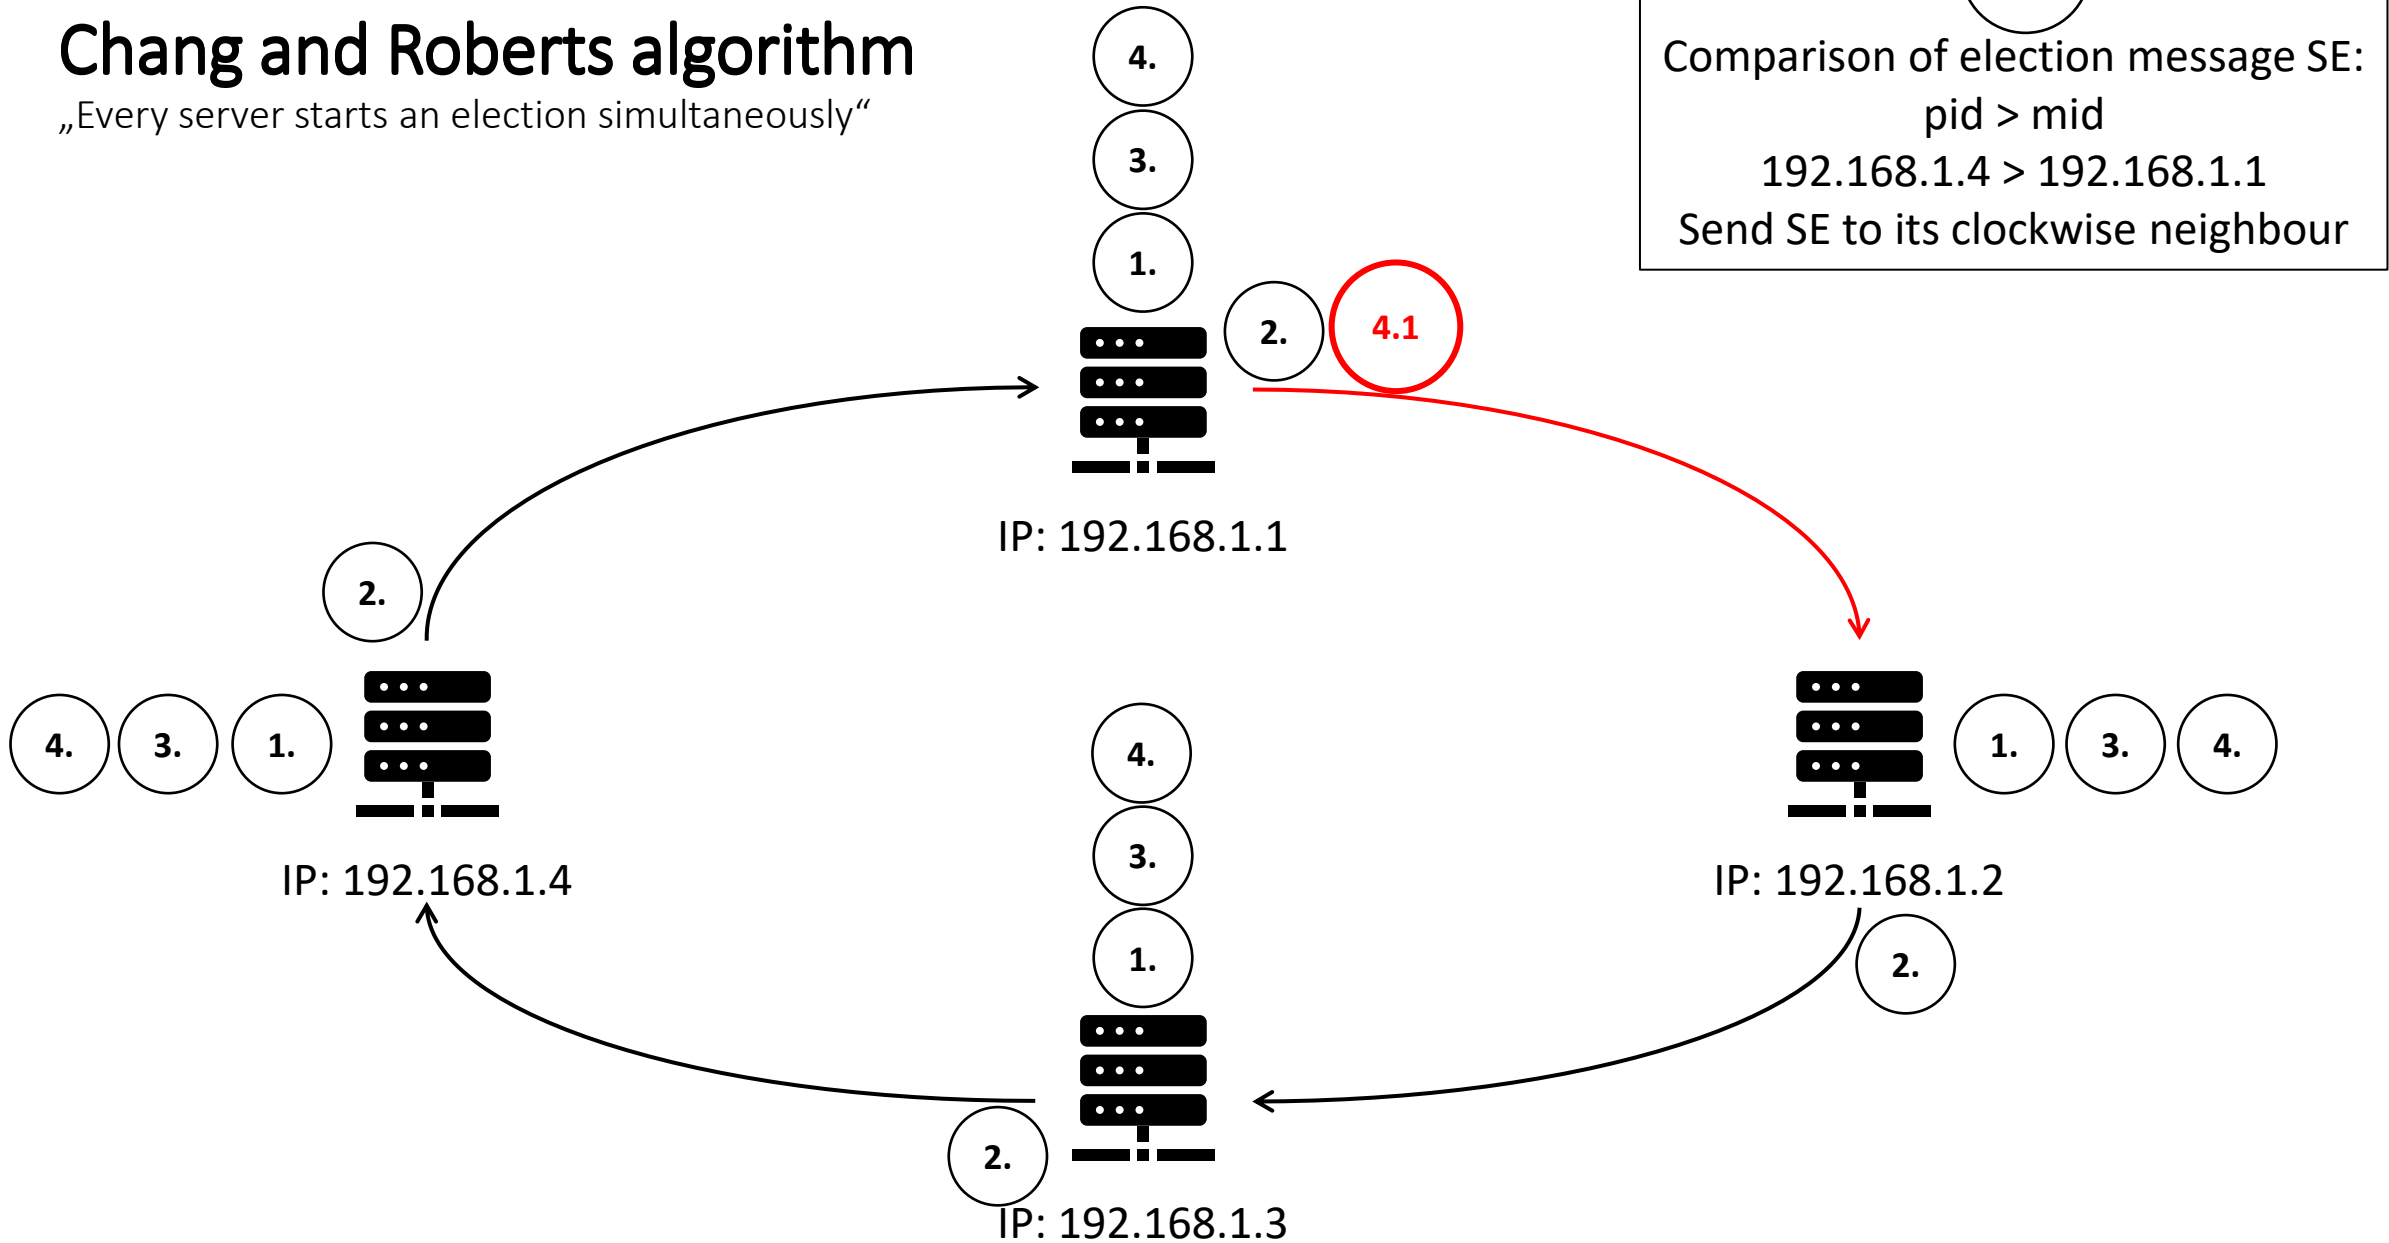 Chang and Roberts algorithm
„Every server starts an election simultaneously“
Comparison of election message SE:
pid > mid
192.168.1.4 > 192.168.1.1
Send SE to its clockwise neighbour
4.
3.
1.
2.
4.1
IP: 192.168.1.1
2.
4.
3.
1.
IP: 192.168.1.4
1.
3.
4.
IP: 192.168.1.2
2.
4.
3.
1.
2.
IP: 192.168.1.3